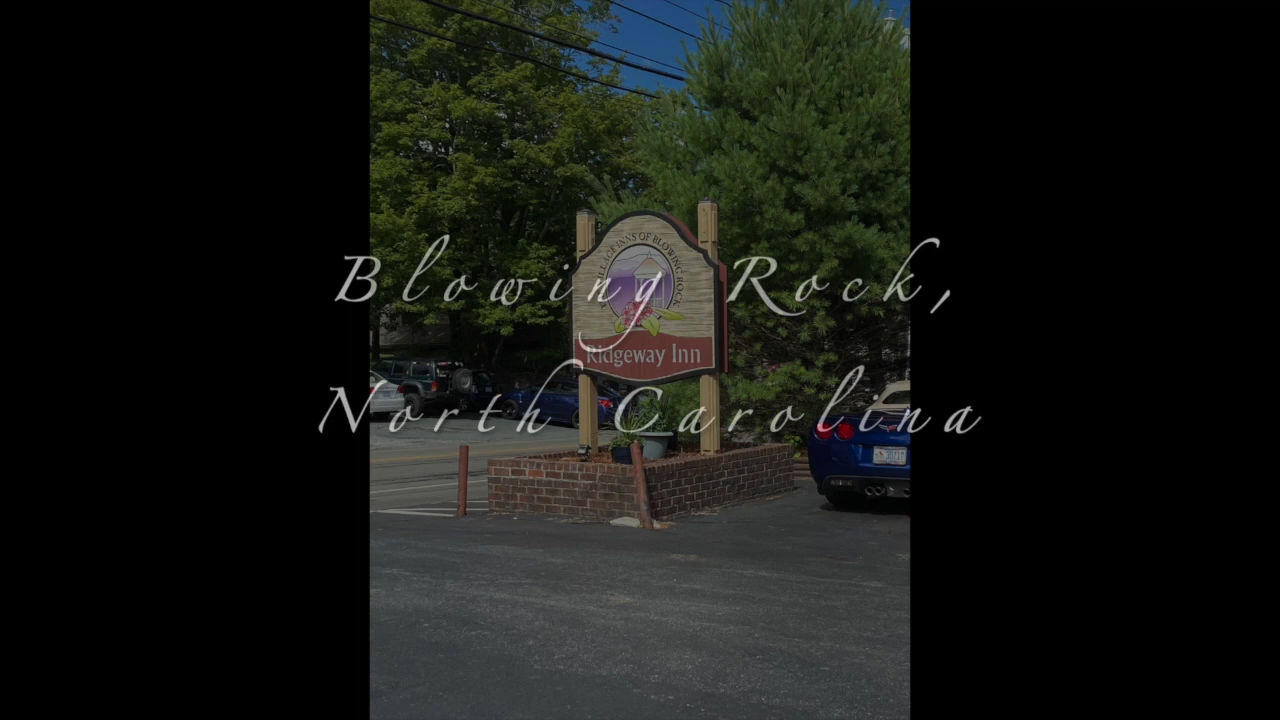 Blowing Rock,
North Carolina
VILLAGE INNS OF BLOWING ROCK
Ridgeway Inn